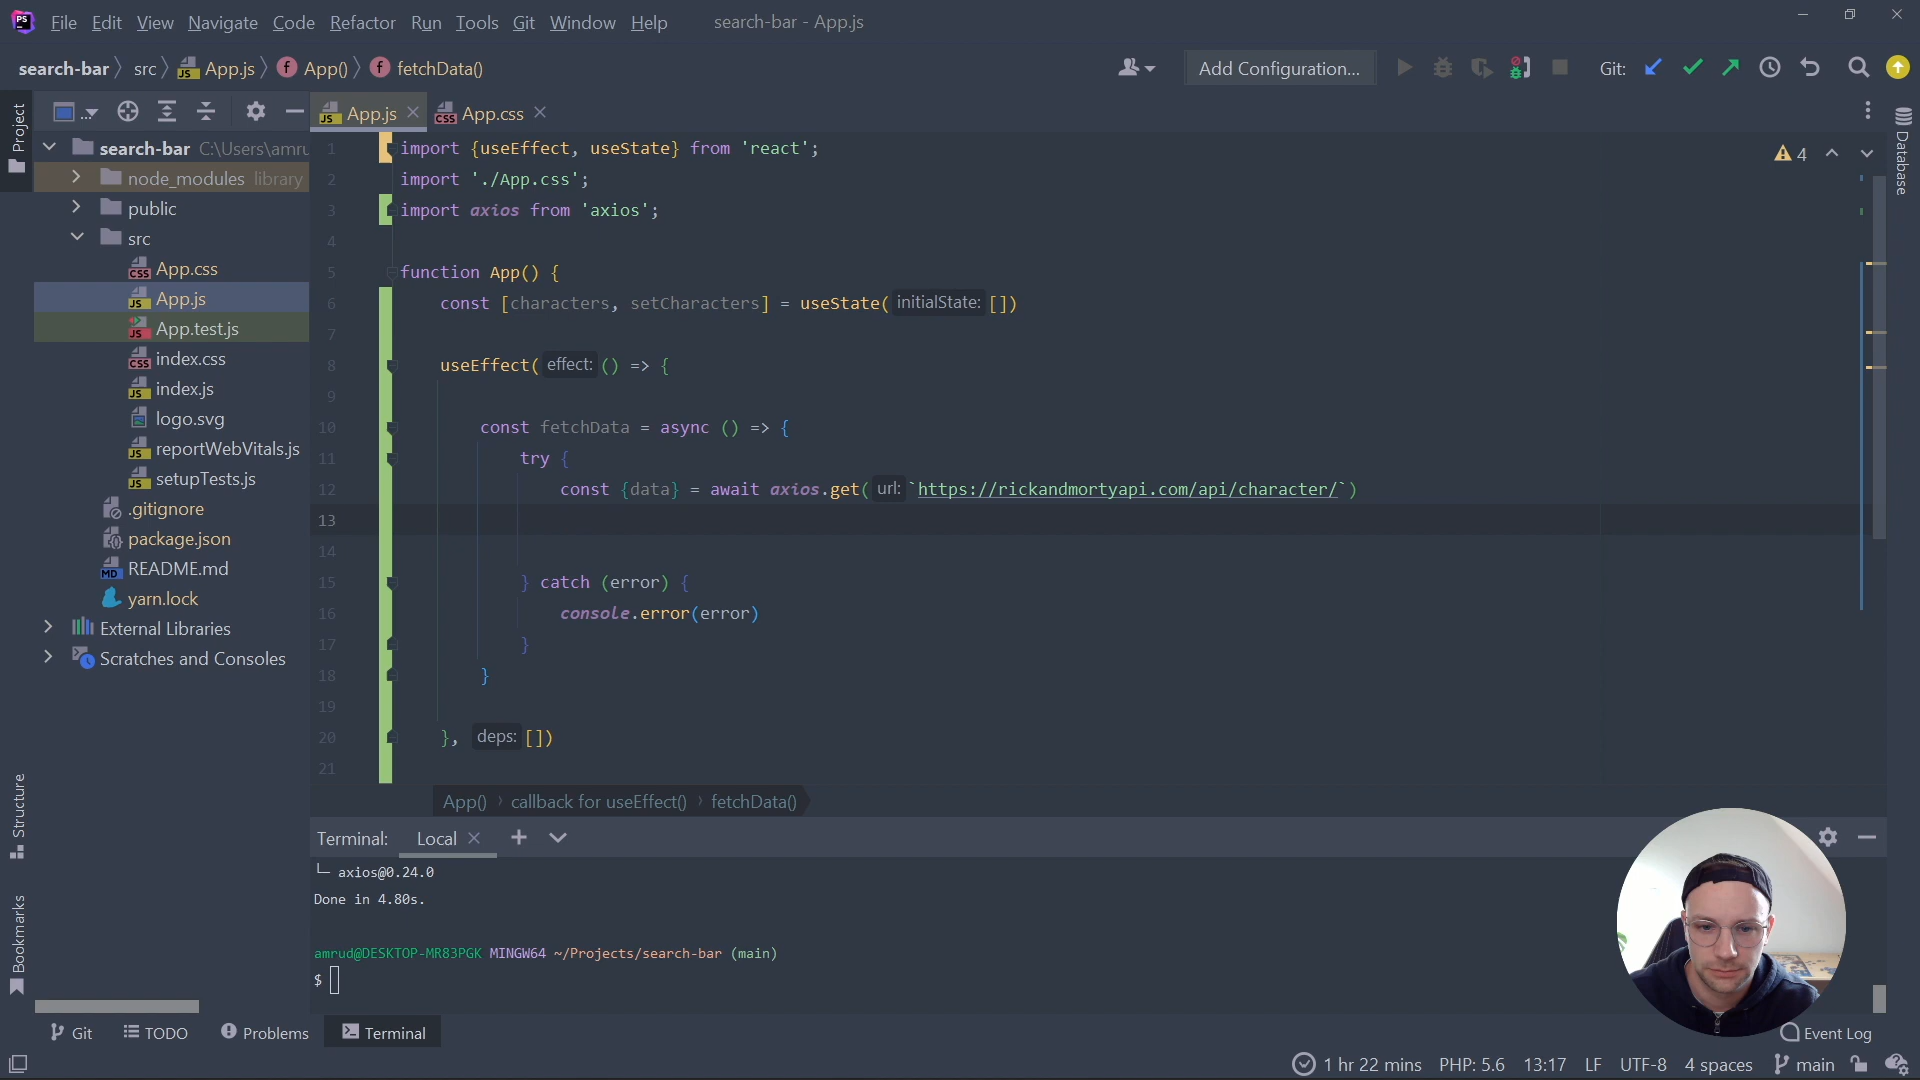 File Edit View Navigate Code Refactor Run Tools Git Window Help search-bar - App.js
search-bar src App.js App() fetchData() Add Configuration... Git:
Project
App.js App.css
search-bar C:\Users\amru
node_modules library
public
src
App.css
App.js
App.test.js
index.css
index.js
logo.svg
reportWebVitals.js
setupTests.js
.gitignore
package.json
README.md
yarn.lock
External Libraries
Scratches and Consoles
Structure
Bookmarks
Database
4
1 import {useEffect, useState} from 'react';
2 import './App.css';
3 import axios from 'axios';
4
5 function App() {
6 const [characters, setCharacters] = useState( initialState: [])
7
8 useEffect( effect: () => {
9
10 const fetchData = async () => {
11 try {
12 const {data} = await axios.get( url: `https://rickandmortyapi.com/api/character/`)
13
14
15 } catch (error) {
16 console.error(error)
17 }
18 }
19
20 }, deps: [])
21
App() callback for useEffect() fetchData()
Terminal: Local
└─ axios@0.24.0
Done in 4.80s.
amrud@DESKTOP-MR83PGK MINGW64 ~/Projects/search-bar (main)
$
Git TODO Problems Terminal Event Log
1 hr 22 mins PHP: 5.6 13:17 LF UTF-8 4 spaces main